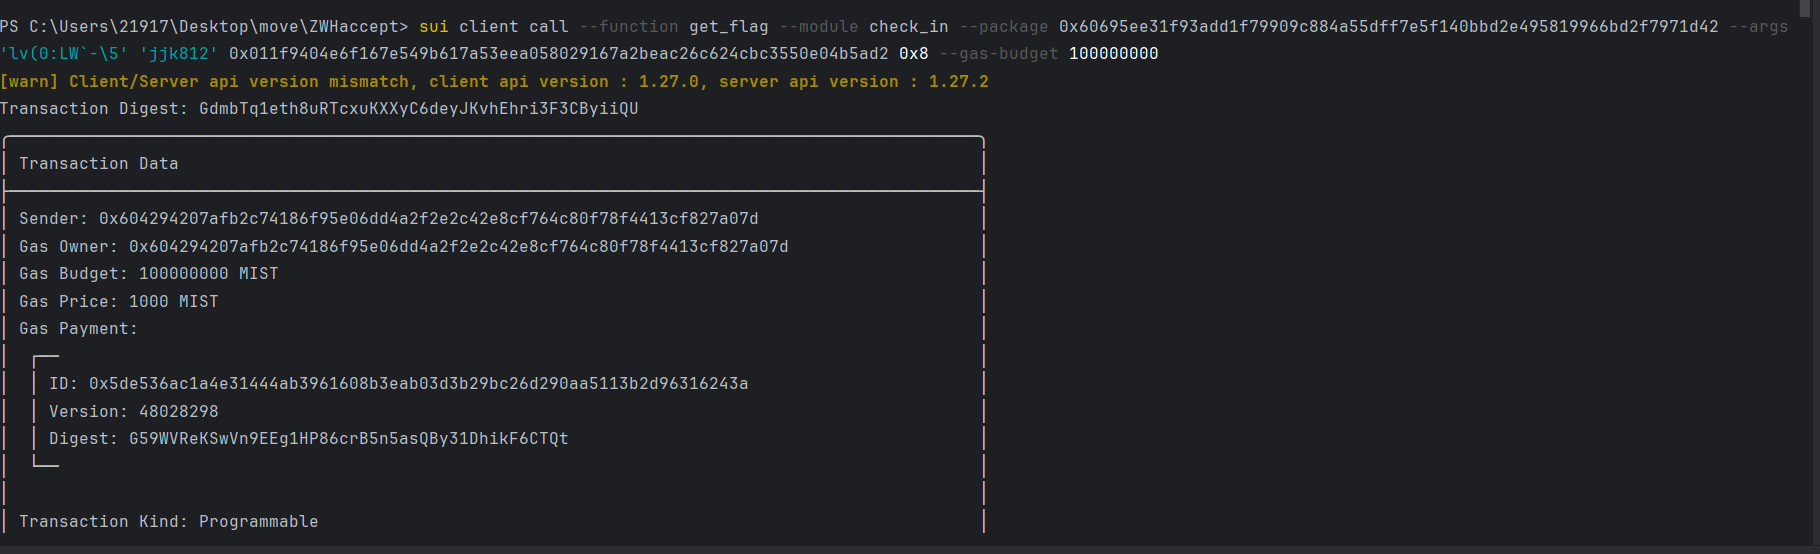 PS C:\Users\21917\Desktop\move\ZWHaccept> sui client call --function get_flag --module check_in --package 0x60695ee31f93add1f79909c884a55dff7e5f140bbd2e495819966bd2f7971d42 --args
'lv(0:LW`-\5' 'jjk812' 0x011f9404e6f167e549b617a53eea058029167a2beac26c624cbc3550e04b5ad2 0x8 --gas-budget 100000000
[warn] Client/Server api version mismatch, client api version : 1.27.0, server api version : 1.27.2
Transaction Digest: GdmbTq1eth8uRTcxuKXXyC6deyJKvhEhri3F3CByiiQU
Transaction Data
Sender: 0x604294207afb2c74186f95e06dd4a2f2e2c42e8cf764c80f78f4413cf827a07d
Gas Owner: 0x604294207afb2c74186f95e06dd4a2f2e2c42e8cf764c80f78f4413cf827a07d
Gas Budget: 100000000 MIST
Gas Price: 1000 MIST
Gas Payment:
ID: 0x5de536ac1a4e31444ab3961608b3eab03d3b29bc26d290aa5113b2d96316243a
Version: 48028298
Digest: G59WVReKSwVn9EEg1HP86crB5n5asQBy31DhikF6CTQt
Transaction Kind: Programmable